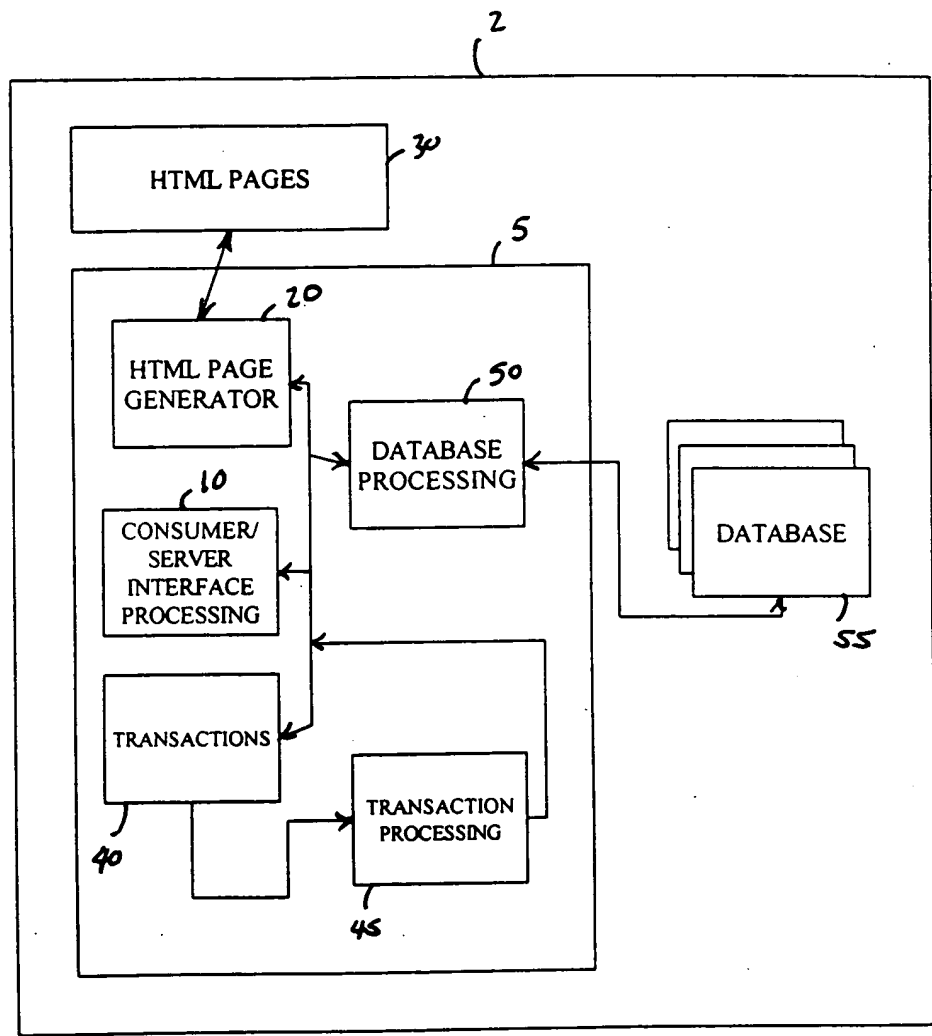 2
HTML PAGES
30
5
20
HTML PAGE
GENERATOR
50
DATABASE
PROCESSING
10
CONSUMER/
SERVER
INTERFACE
PROCESSING
DATABASE
55
TRANSACTIONS
40
TRANSACTION
PROCESSING
45